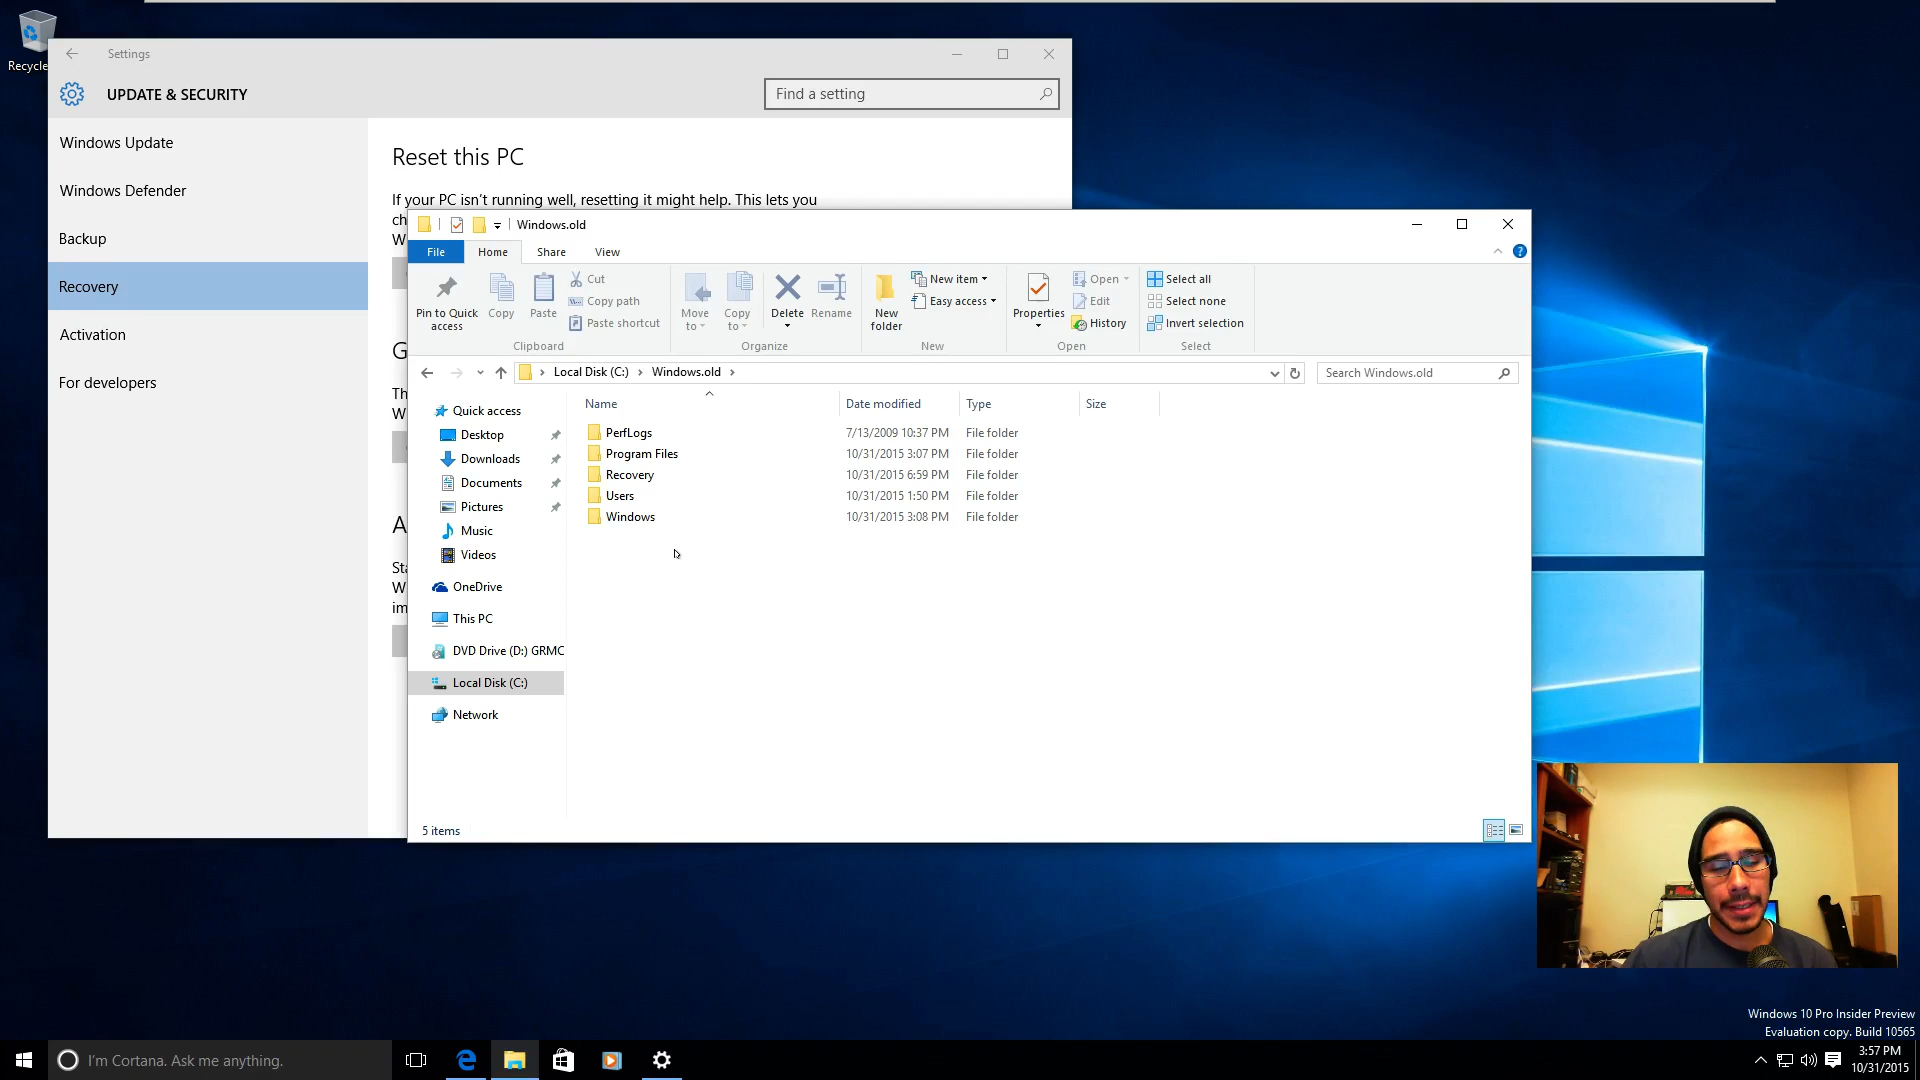 Recycle
Settings
UPDATE & SECURITY
Find a setting
Windows Update
Windows Defender
Backup
Recovery
Activation
For developers
Reset this PC
If your PC isn't running well, resetting it might help. This lets you
ch
W
G
Th
W
A
Sta
W
im
Windows.old
File
Home
Share
View
Pin to Quick
access
Copy
Paste
Cut
Copy path
Paste shortcut
Clipboard
Move
to
Copy
to
Delete
Rename
Organize
New
folder
New item
Easy access
New
Properties
Open
Edit
History
Open
Select all
Select none
Invert selection
Select
Local Disk (C:)
Windows.old
Search Windows.old
Quick access
Desktop
Downloads
Documents
Pictures
Music
Videos
OneDrive
This PC
DVD Drive (D:) GRMC
Local Disk (C:)
Network
Name Date modified Type Size
PerfLogs 7/13/2009 10:37 PM File folder
Program Files 10/31/2015 3:07 PM File folder
Recovery 10/31/2015 6:59 PM File folder
Users 10/31/2015 1:50 PM File folder
Windows 10/31/2015 3:08 PM File folder
5 items
Windows 10 Pro Insider Preview
Evaluation copy. Build 10565
I'm Cortana. Ask me anything.
3:57 PM
10/31/2015